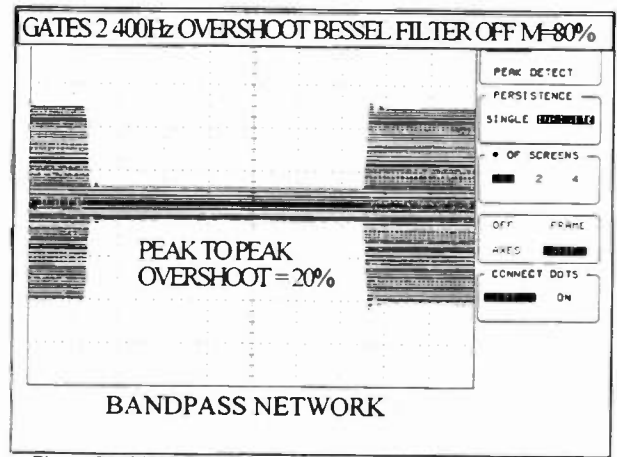 GATES 2 400Hz OVERSHOOT BESSEL FILTER OFF M=80%
PEAK DETECT
PERSISTENCE
SINGLE
# OF SCREENS
2 4
OFF FRAME
AXES
CONNECT DOTS
ON
PEAK TO PEAK
OVERSHOOT = 20%
BANDPASS NETWORK